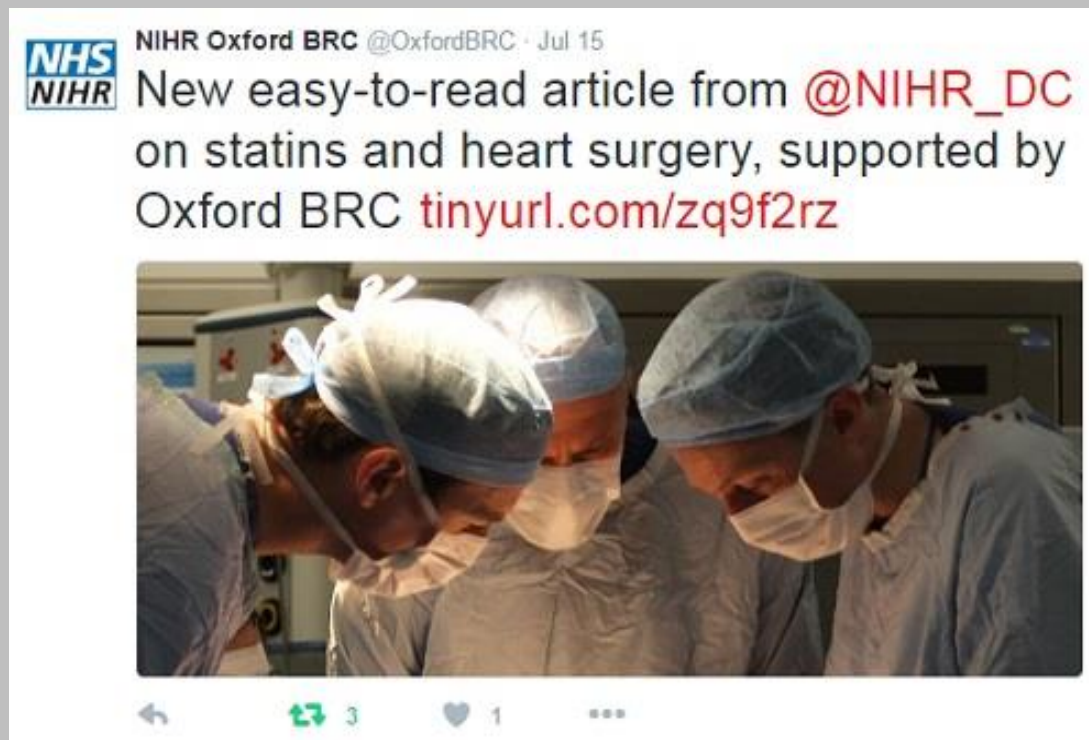 NHS
NIHR
NIHR Oxford BRC @OxfordBRC · Jul 15
New easy-to-read article from @NIHR_DC
on statins and heart surgery, supported by
Oxford BRC tinyurl.com/zq9f2rz
3
1